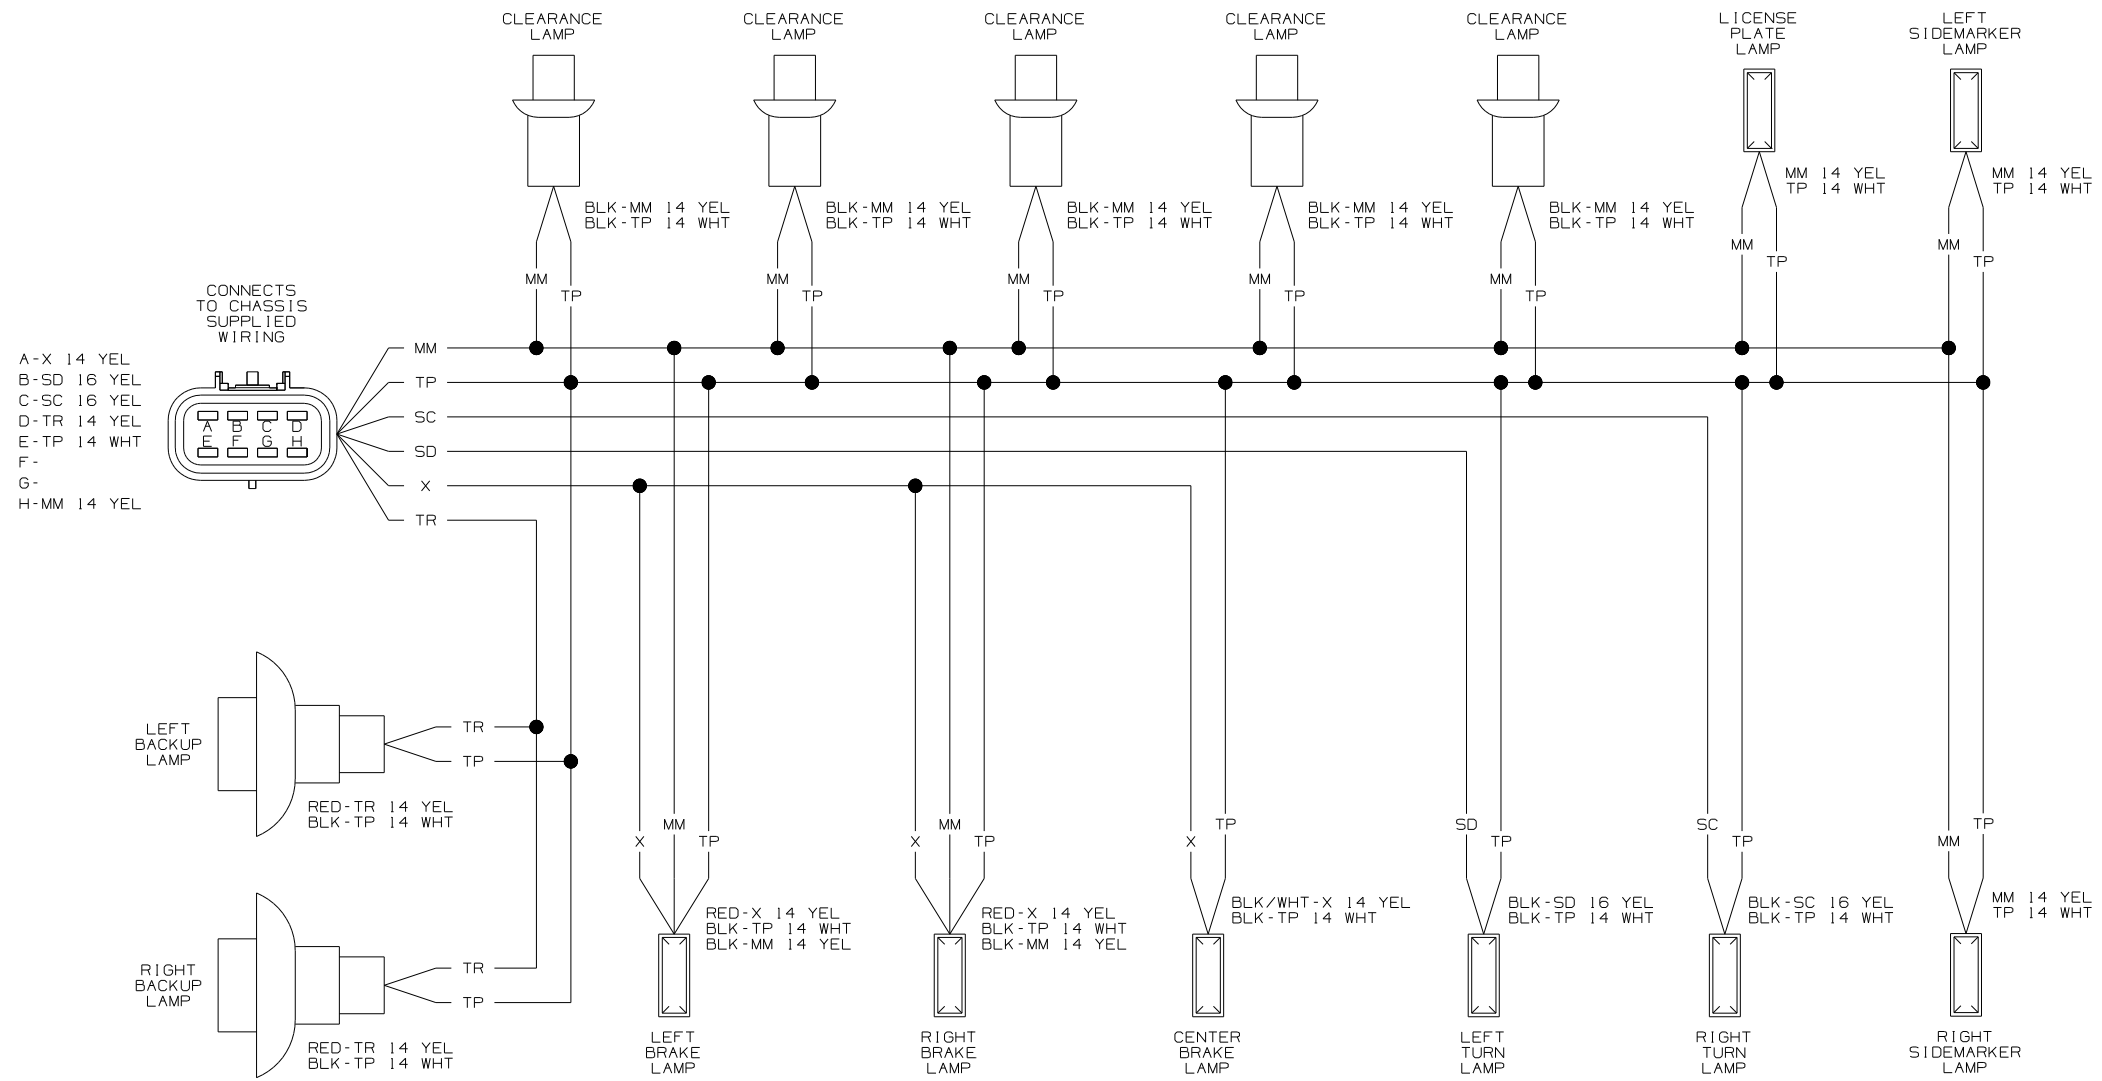 CLEARANCE
LAMP
CLEARANCE
LAMP
CLEARANCE
LAMP
CLEARANCE
LAMP
CLEARANCE
LAMP
LICENSE
PLATE
LAMP
LEFT
SIDEMARKER
LAMP
BLK-MM 14 YEL
BLK-TP 14 WHT
BLK-MM 14 YEL
BLK-TP 14 WHT
BLK-MM 14 YEL
BLK-TP 14 WHT
BLK-MM 14 YEL
BLK-TP 14 WHT
BLK-MM 14 YEL
BLK-TP 14 WHT
MM 14 YEL
TP 14 WHT
MM 14 YEL
TP 14 WHT
MM
TP
MM
TP
MM
TP
MM
TP
MM
TP
MM
TP
MM
TP
CONNECTS
TO CHASSIS
SUPPLIED
WIRING
A-X 14 YEL
B-SD 16 YEL
C-SC 16 YEL
D-TR 14 YEL
E-TP 14 WHT
F-
G-
H-MM 14 YEL
A B C D
E F G H
MM
TP
SC
SD
X
TR
LEFT
BACKUP
LAMP
TR
TP
RED-TR 14 YEL
BLK-TP 14 WHT
RIGHT
BACKUP
LAMP
TR
TP
RED-TR 14 YEL
BLK-TP 14 WHT
X
MM
TP
RED-X 14 YEL
BLK-TP 14 WHT
BLK-MM 14 YEL
LEFT
BRAKE
LAMP
X
MM
TP
RED-X 14 YEL
BLK-TP 14 WHT
BLK-MM 14 YEL
RIGHT
BRAKE
LAMP
X
TP
BLK/WHT-X 14 YEL
BLK-TP 14 WHT
CENTER
BRAKE
LAMP
SD
TP
BLK-SD 16 YEL
BLK-TP 14 WHT
LEFT
TURN
LAMP
SC
TP
BLK-SC 16 YEL
BLK-TP 14 WHT
RIGHT
TURN
LAMP
MM
TP
MM 14 YEL
TP 14 WHT
RIGHT
SIDEMARKER
LAMP